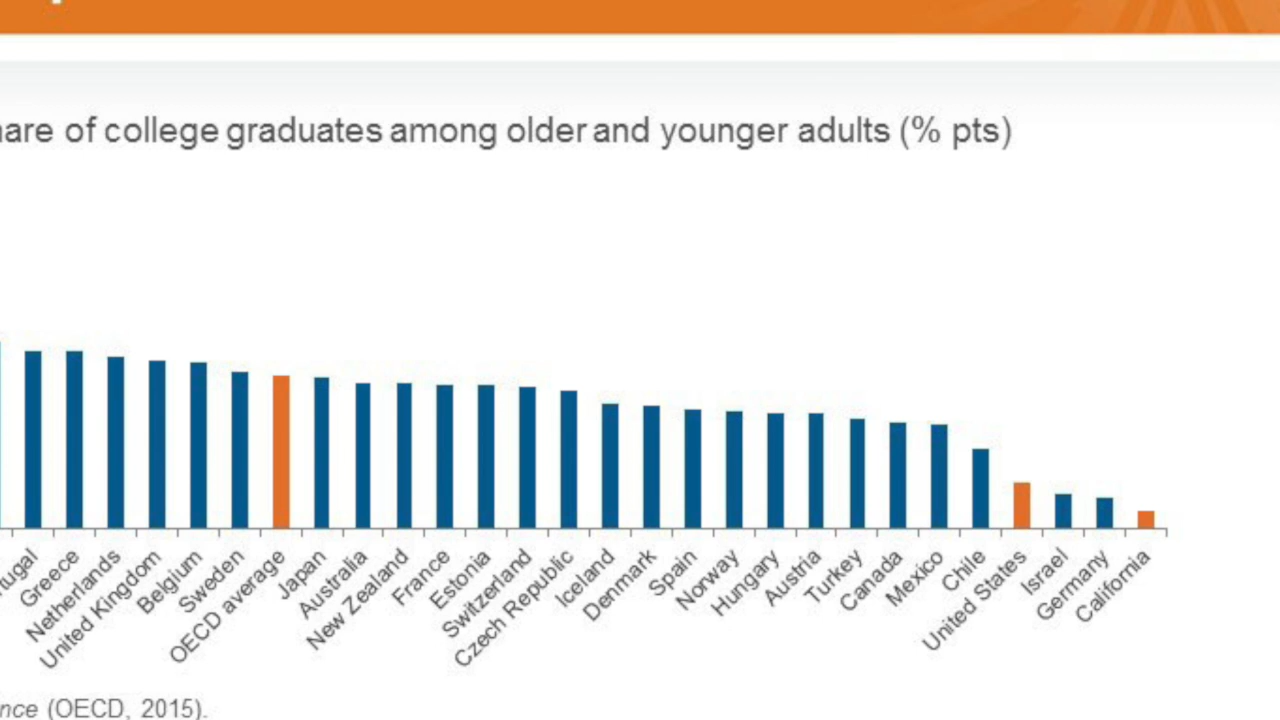 hare of college graduates among older and younger adults (% pts)
rtugal
Greece
Netherlands
United Kingdom
Belgium
Sweden
OECD average
Japan
Australia
New Zealand
France
Estonia
Switzerland
Czech Republic
Iceland
Denmark
Spain
Norway
Hungary
Austria
Turkey
Canada
Mexico
Chile
United States
Israel
Germany
California
nce (OECD, 2015).